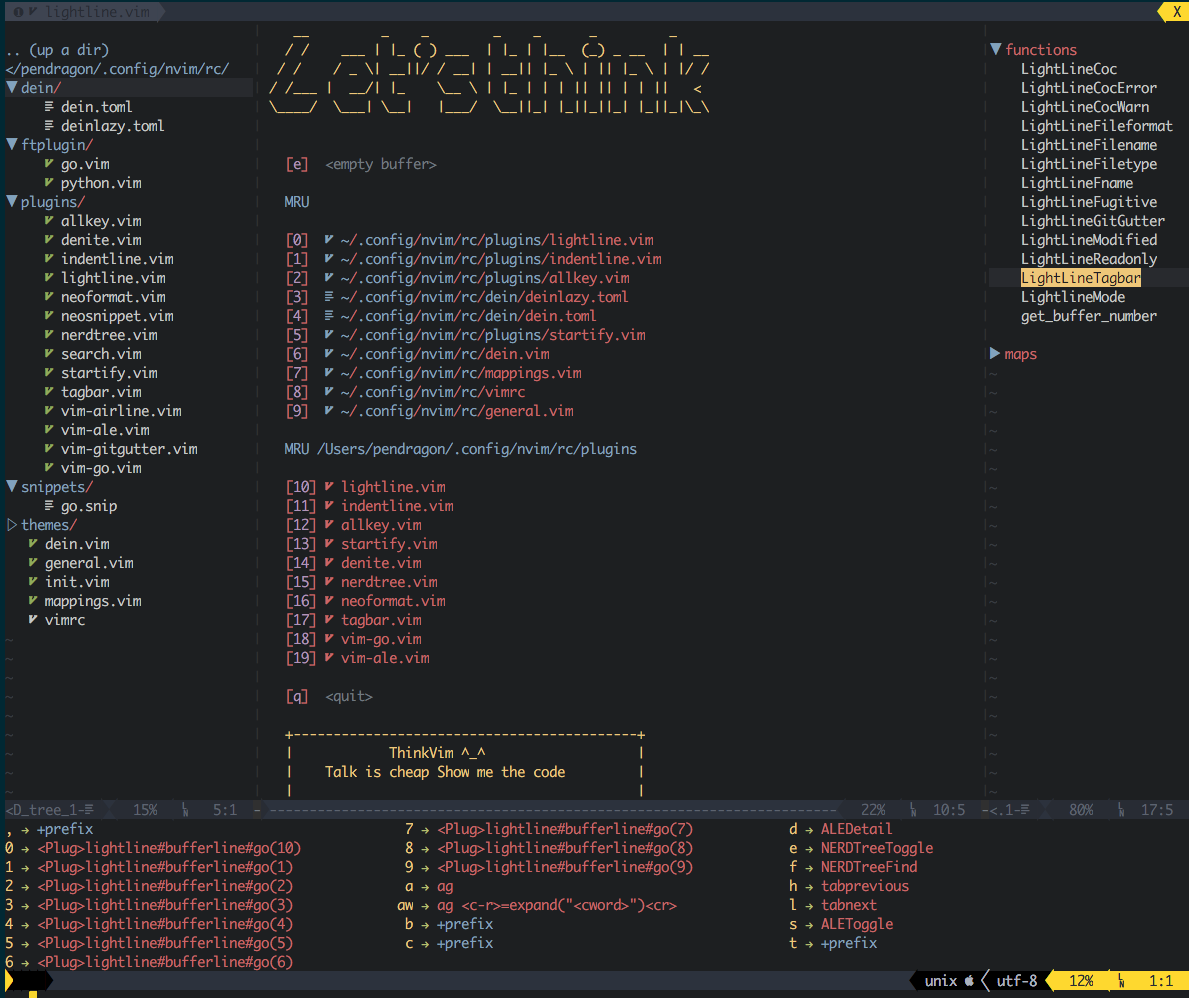 lightline.vim
X
.. (up a dir)
</pendragon/.config/nvim/rc/
▼dein/
dein.toml
deinlazy.toml
▼ftplugin/
go.vim
python.vim
▼plugins/
allkey.vim
denite.vim
indentline.vim
lightline.vim
neoformat.vim
neosnippet.vim
nerdtree.vim
search.vim
startify.vim
tagbar.vim
vim-airline.vim
vim-ale.vim
vim-gitgutter.vim
vim-go.vim
▼snippets/
go.snip
▷themes/
dein.vim
general.vim
init.vim
mappings.vim
vimrc
Let's think
[e] <empty buffer>
MRU
[0] ~/.config/nvim/rc/plugins/lightline.vim
[1] ~/.config/nvim/rc/plugins/indentline.vim
[2] ~/.config/nvim/rc/plugins/allkey.vim
[3] ~/.config/nvim/rc/dein/deinlazy.toml
[4] ~/.config/nvim/rc/dein/dein.toml
[5] ~/.config/nvim/rc/plugins/startify.vim
[6] ~/.config/nvim/rc/dein.vim
[7] ~/.config/nvim/rc/mappings.vim
[8] ~/.config/nvim/rc/vimrc
[9] ~/.config/nvim/rc/general.vim
MRU /Users/pendragon/.config/nvim/rc/plugins
[10] lightline.vim
[11] indentline.vim
[12] allkey.vim
[13] startify.vim
[14] denite.vim
[15] nerdtree.vim
[16] neoformat.vim
[17] tagbar.vim
[18] vim-go.vim
[19] vim-ale.vim
[q] <quit>
ThinkVim ^_^
Talk is cheap Show me the code
▼functions
LightLineCoc
LightLineCocError
LightLineCocWarn
LightLineFileformat
LightLineFilename
LightLineFiletype
LightLineFname
LightLineFugitive
LightLineGitGutter
LightLineModified
LightLineReadonly
LightLineTagbar
LightlineMode
get_buffer_number
▶maps
<D_tree_1- 15% LN 5:1
22% LN 10:5
<.1- 80% LN 17:5
, → +prefix
0 → <Plug>lightline#bufferline#go(10)
1 → <Plug>lightline#bufferline#go(1)
2 → <Plug>lightline#bufferline#go(2)
3 → <Plug>lightline#bufferline#go(3)
4 → <Plug>lightline#bufferline#go(4)
5 → <Plug>lightline#bufferline#go(5)
6 → <Plug>lightline#bufferline#go(6)
7 → <Plug>lightline#bufferline#go(7)
8 → <Plug>lightline#bufferline#go(8)
9 → <Plug>lightline#bufferline#go(9)
a → ag
aw → ag <c-r>=expand("<cword>")<cr>
b → +prefix
c → +prefix
d → ALEDetail
e → NERDTreeToggle
f → NERDTreeFind
h → tabprevious
l → tabnext
s → ALEToggle
t → +prefix
unix utf-8 12% LN 1:1